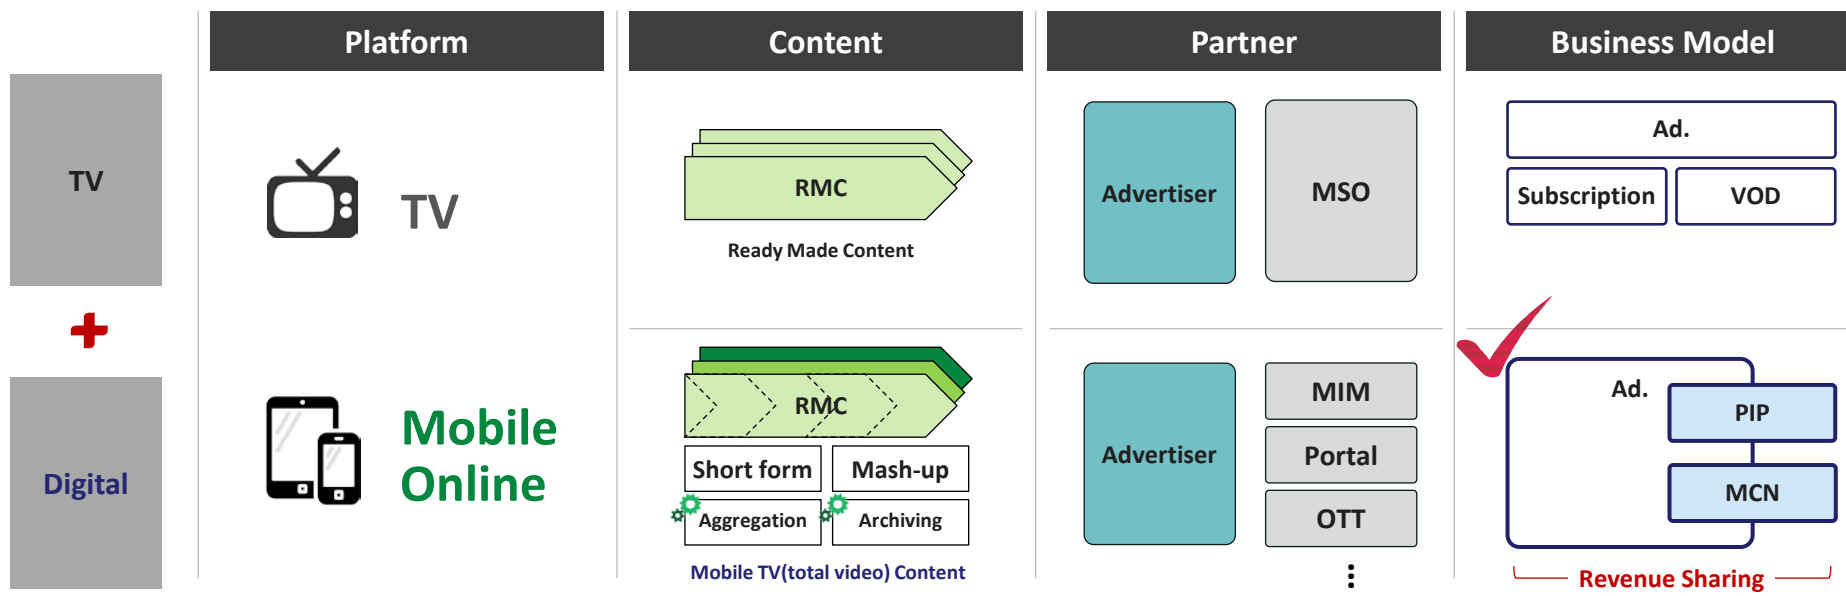 Platform
Content
Partner
Business Model
TV
TV
RMC
Ready Made Content
Advertiser
MSO
Ad.
Subscription
VOD
Digital
Mobile
Online
RMC
Short form
Mash-up
Aggregation
Archiving
Mobile TV(total video) Content
Advertiser
MIM
Portal
OTT
Ad.
PIP
MCN
Revenue Sharing